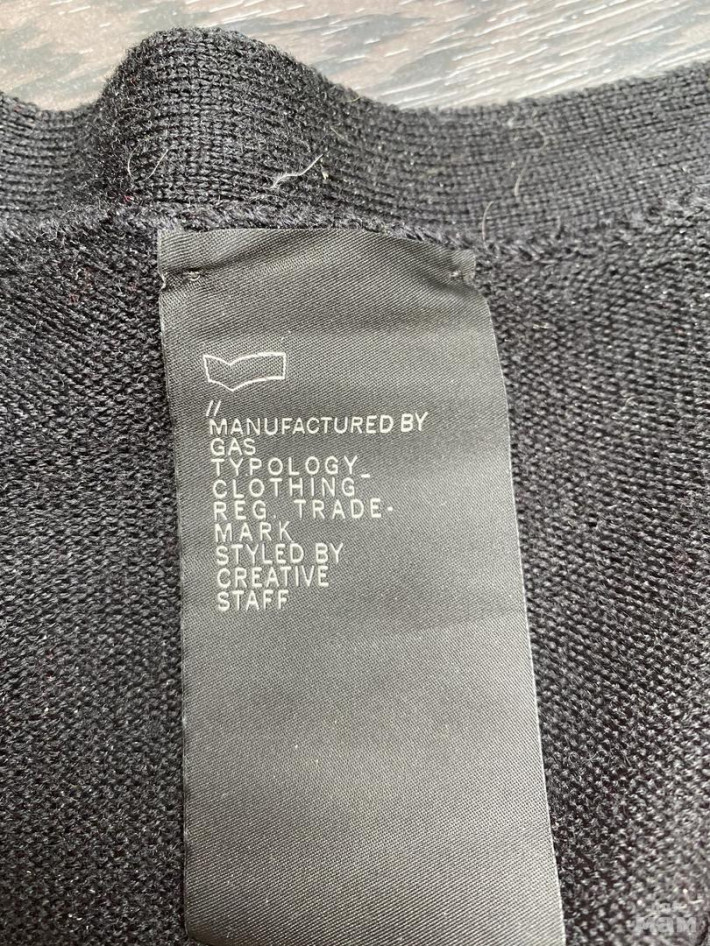 //
MANUFACTURED BY
GAS
TYPOLOGY_
CLOTHING
REG. TRADE-
MARK
STYLED BY
CREATIVE
STAFF